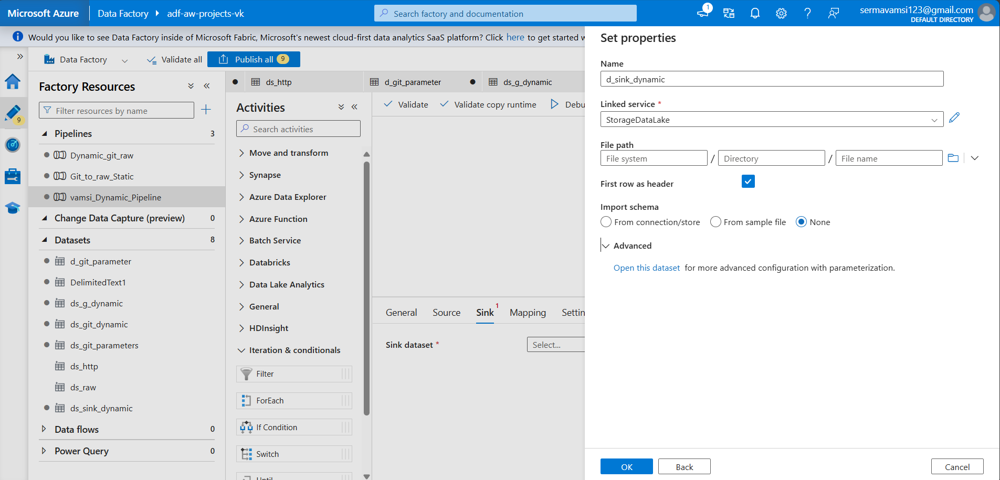 Microsoft Azure
Data Factory
adf-aw-projects-vk
Search factory and documentation
1
sermavamsi123@gmail.com
DEFAULT DIRECTORY
Would you like to see Data Factory inside of Microsoft Fabric, Microsoft's newest cloud-first data analytics SaaS platform? Click here to get started
Data Factory
Validate all
Publish all 9
9
Factory Resources
Filter resources by name
Pipelines 3
Dynamic_git_raw
Git_to_raw_Static
vamsi_Dynamic_Pipeline
Change Data Capture (preview) 0
Datasets 8
d_git_parameter
DelimitedText1
ds_g_dynamic
ds_git_dynamic
ds_git_parameters
ds_http
ds_raw
ds_sink_dynamic
Data flows 0
Power Query 0
ds_http
d_git_parameter
ds_g_dynamic
Activities
Search activities
Move and transform
Synapse
Azure Data Explorer
Azure Function
Batch Service
Databricks
Data Lake Analytics
General
HDInsight
Iteration & conditionals
Filter
ForEach
If Condition
Switch
Until
Validate
Validate copy runtime
Debu
General
Source
Sink 1
Mapping
Settin
Sink dataset *
Select...
Set properties
Name
d_sink_dynamic
Linked service *
StorageDataLake
File path
File system / Directory / File name
First row as header
Import schema
From connection/store From sample file None
Advanced
Open this dataset for more advanced configuration with parameterization.
OK
Back
Cancel